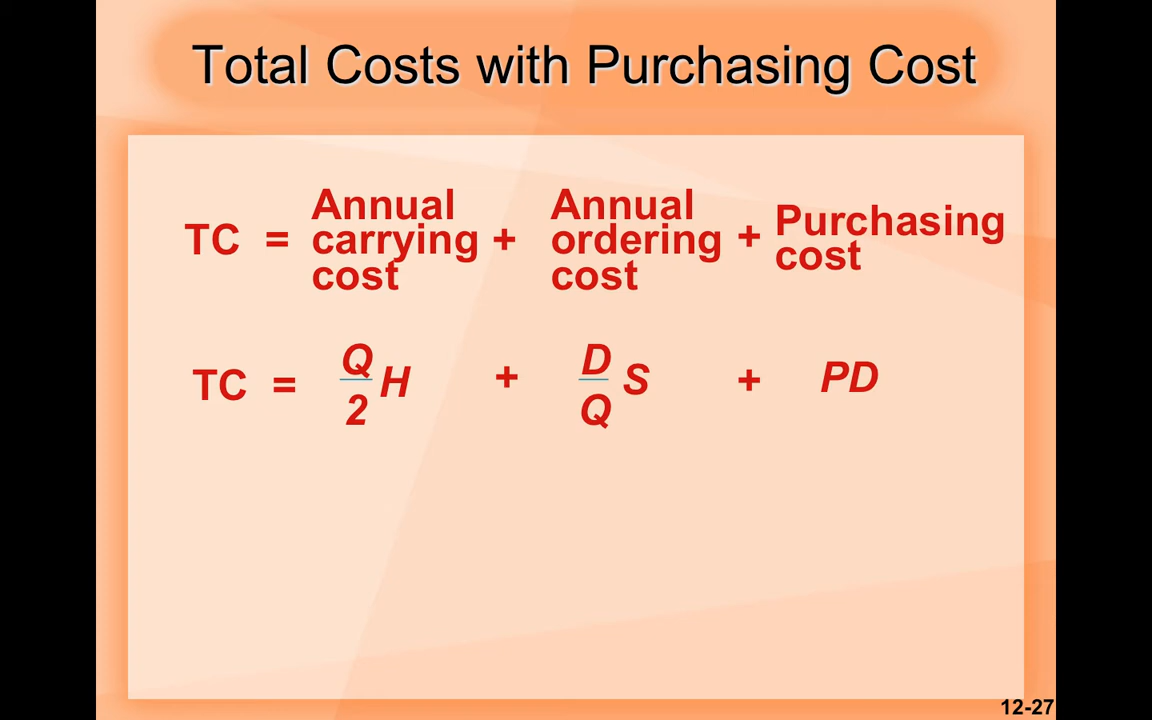 Total Costs with Purchasing Cost
TC = Annual carrying cost + Annual ordering cost + Purchasing cost
TC = Q/2 H + D/Q S + PD
12-27